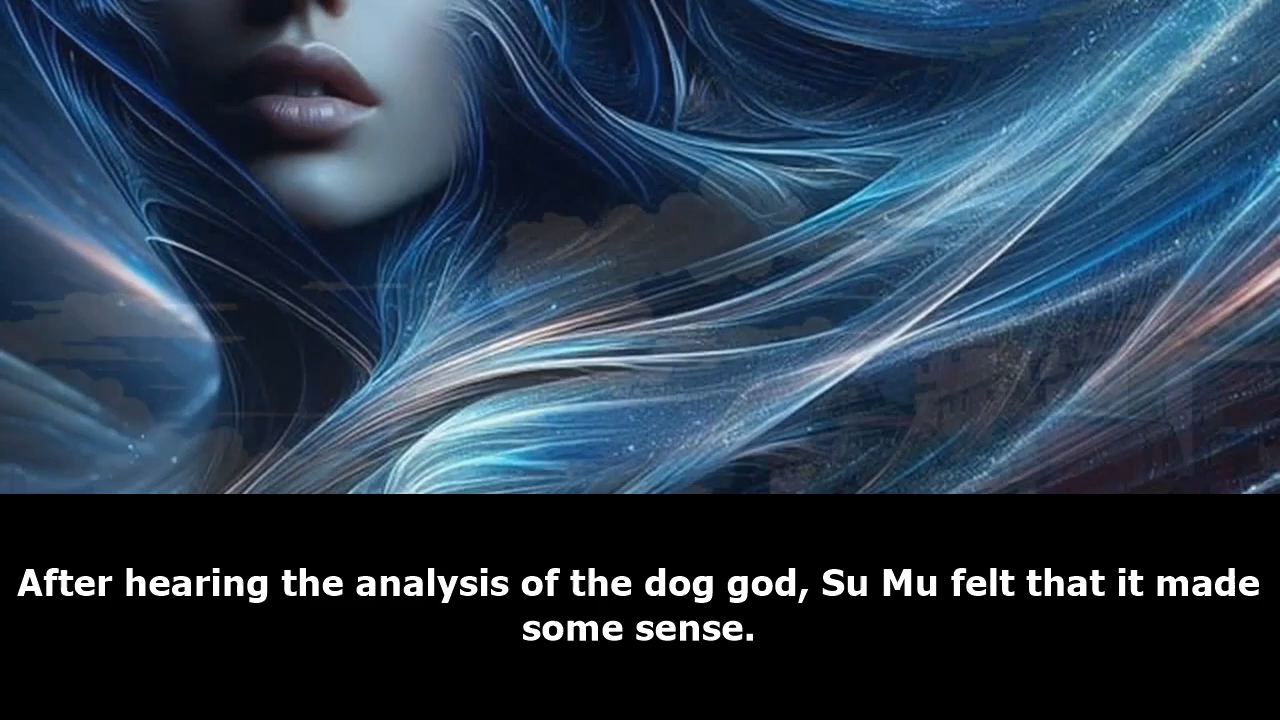 After hearing the analysis of the dog god, Su Mu felt that it made
some sense.